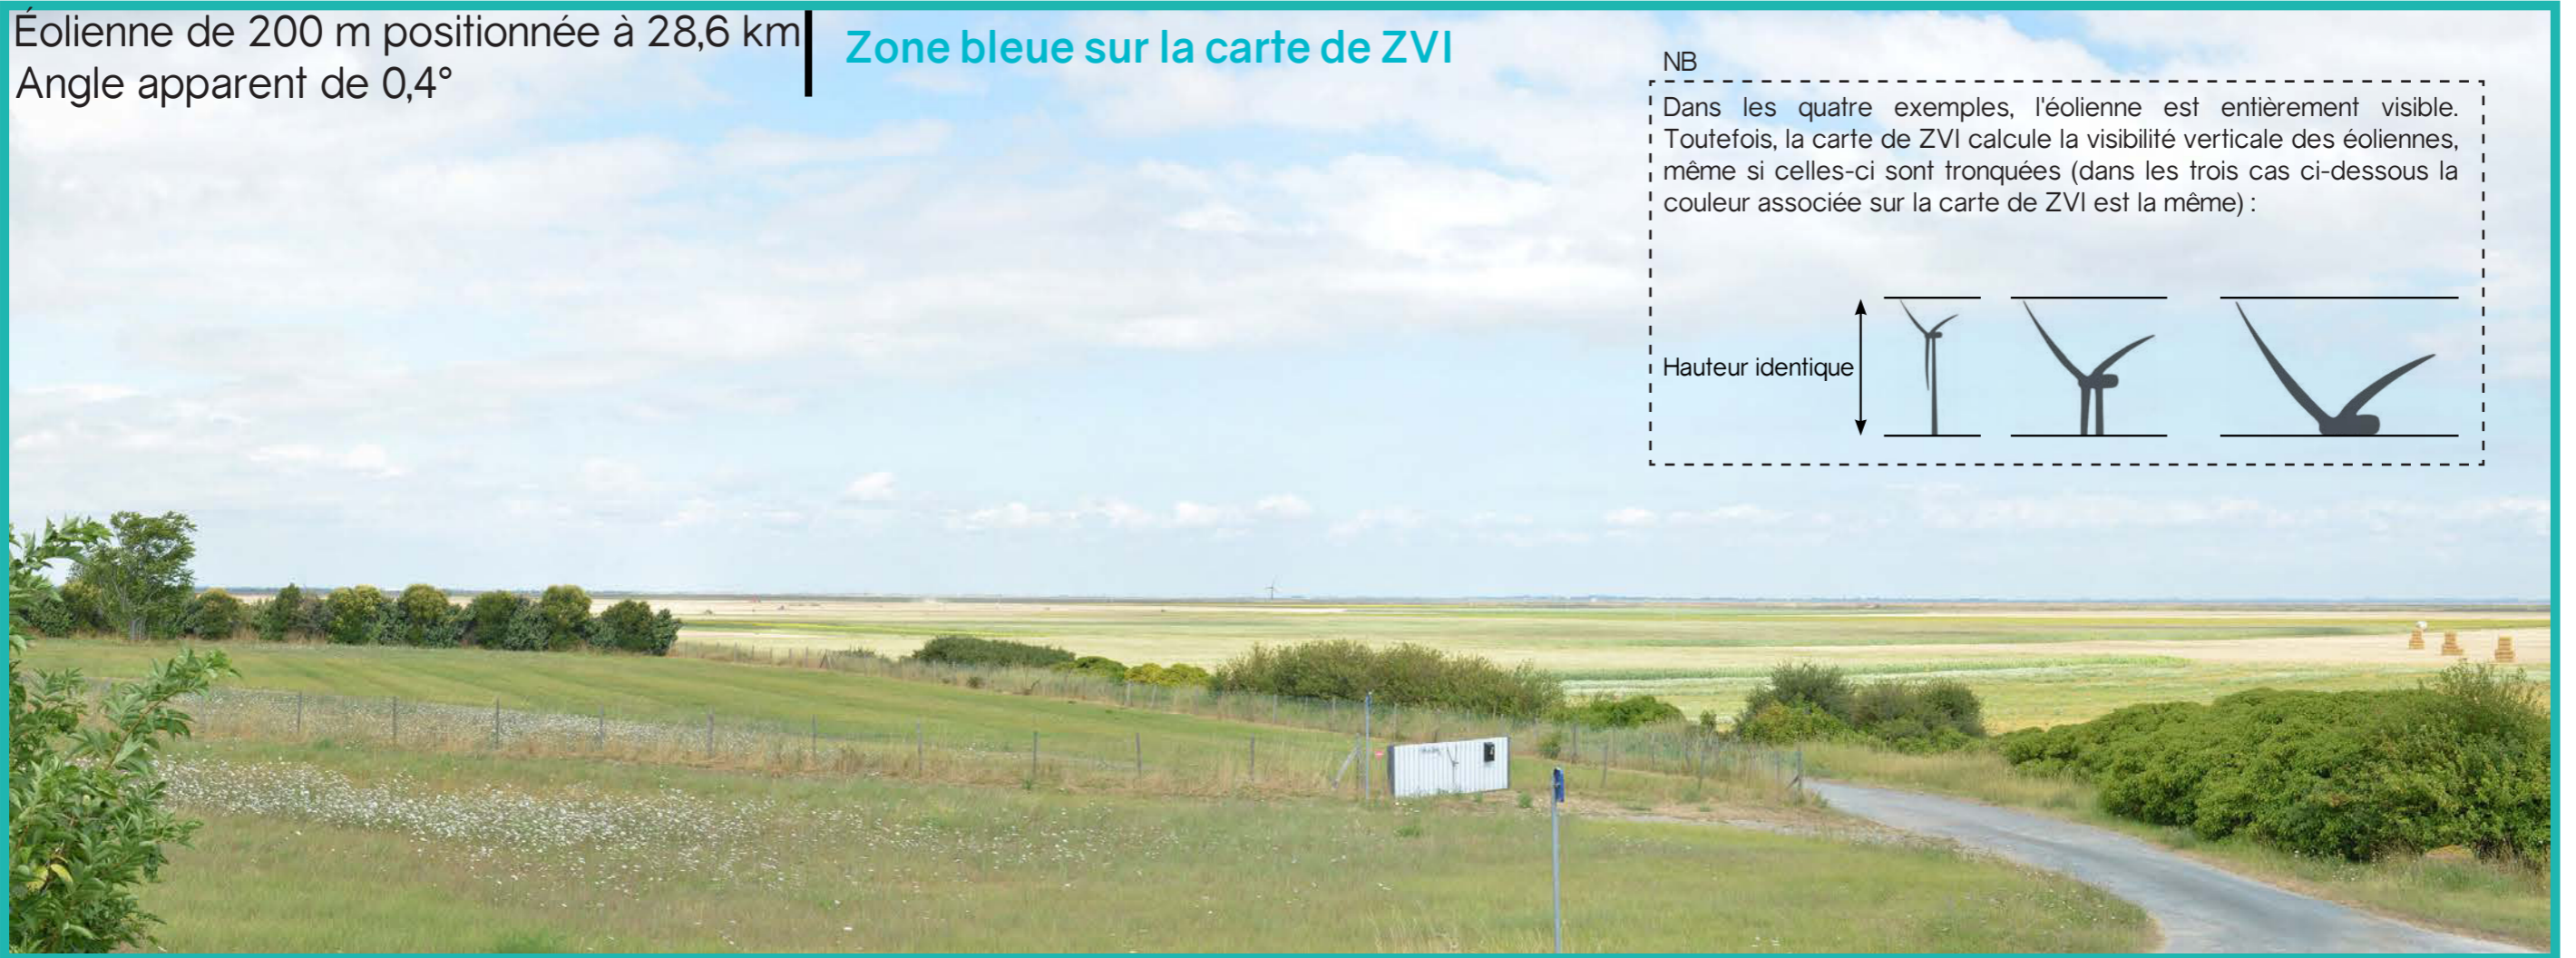 Éolienne de 200 m positionnée à 28,6 km
Angle apparent de 0,4°
Zone bleue sur la carte de ZVI
NB
Dans les quatre exemples, l'éolienne est entièrement visible.
Toutefois, la carte de ZVI calcule la visibilité verticale des éoliennes,
même si celles-ci sont tronquées (dans les trois cas ci-dessous la
couleur associée sur la carte de ZVI est la même) :
Hauteur identique